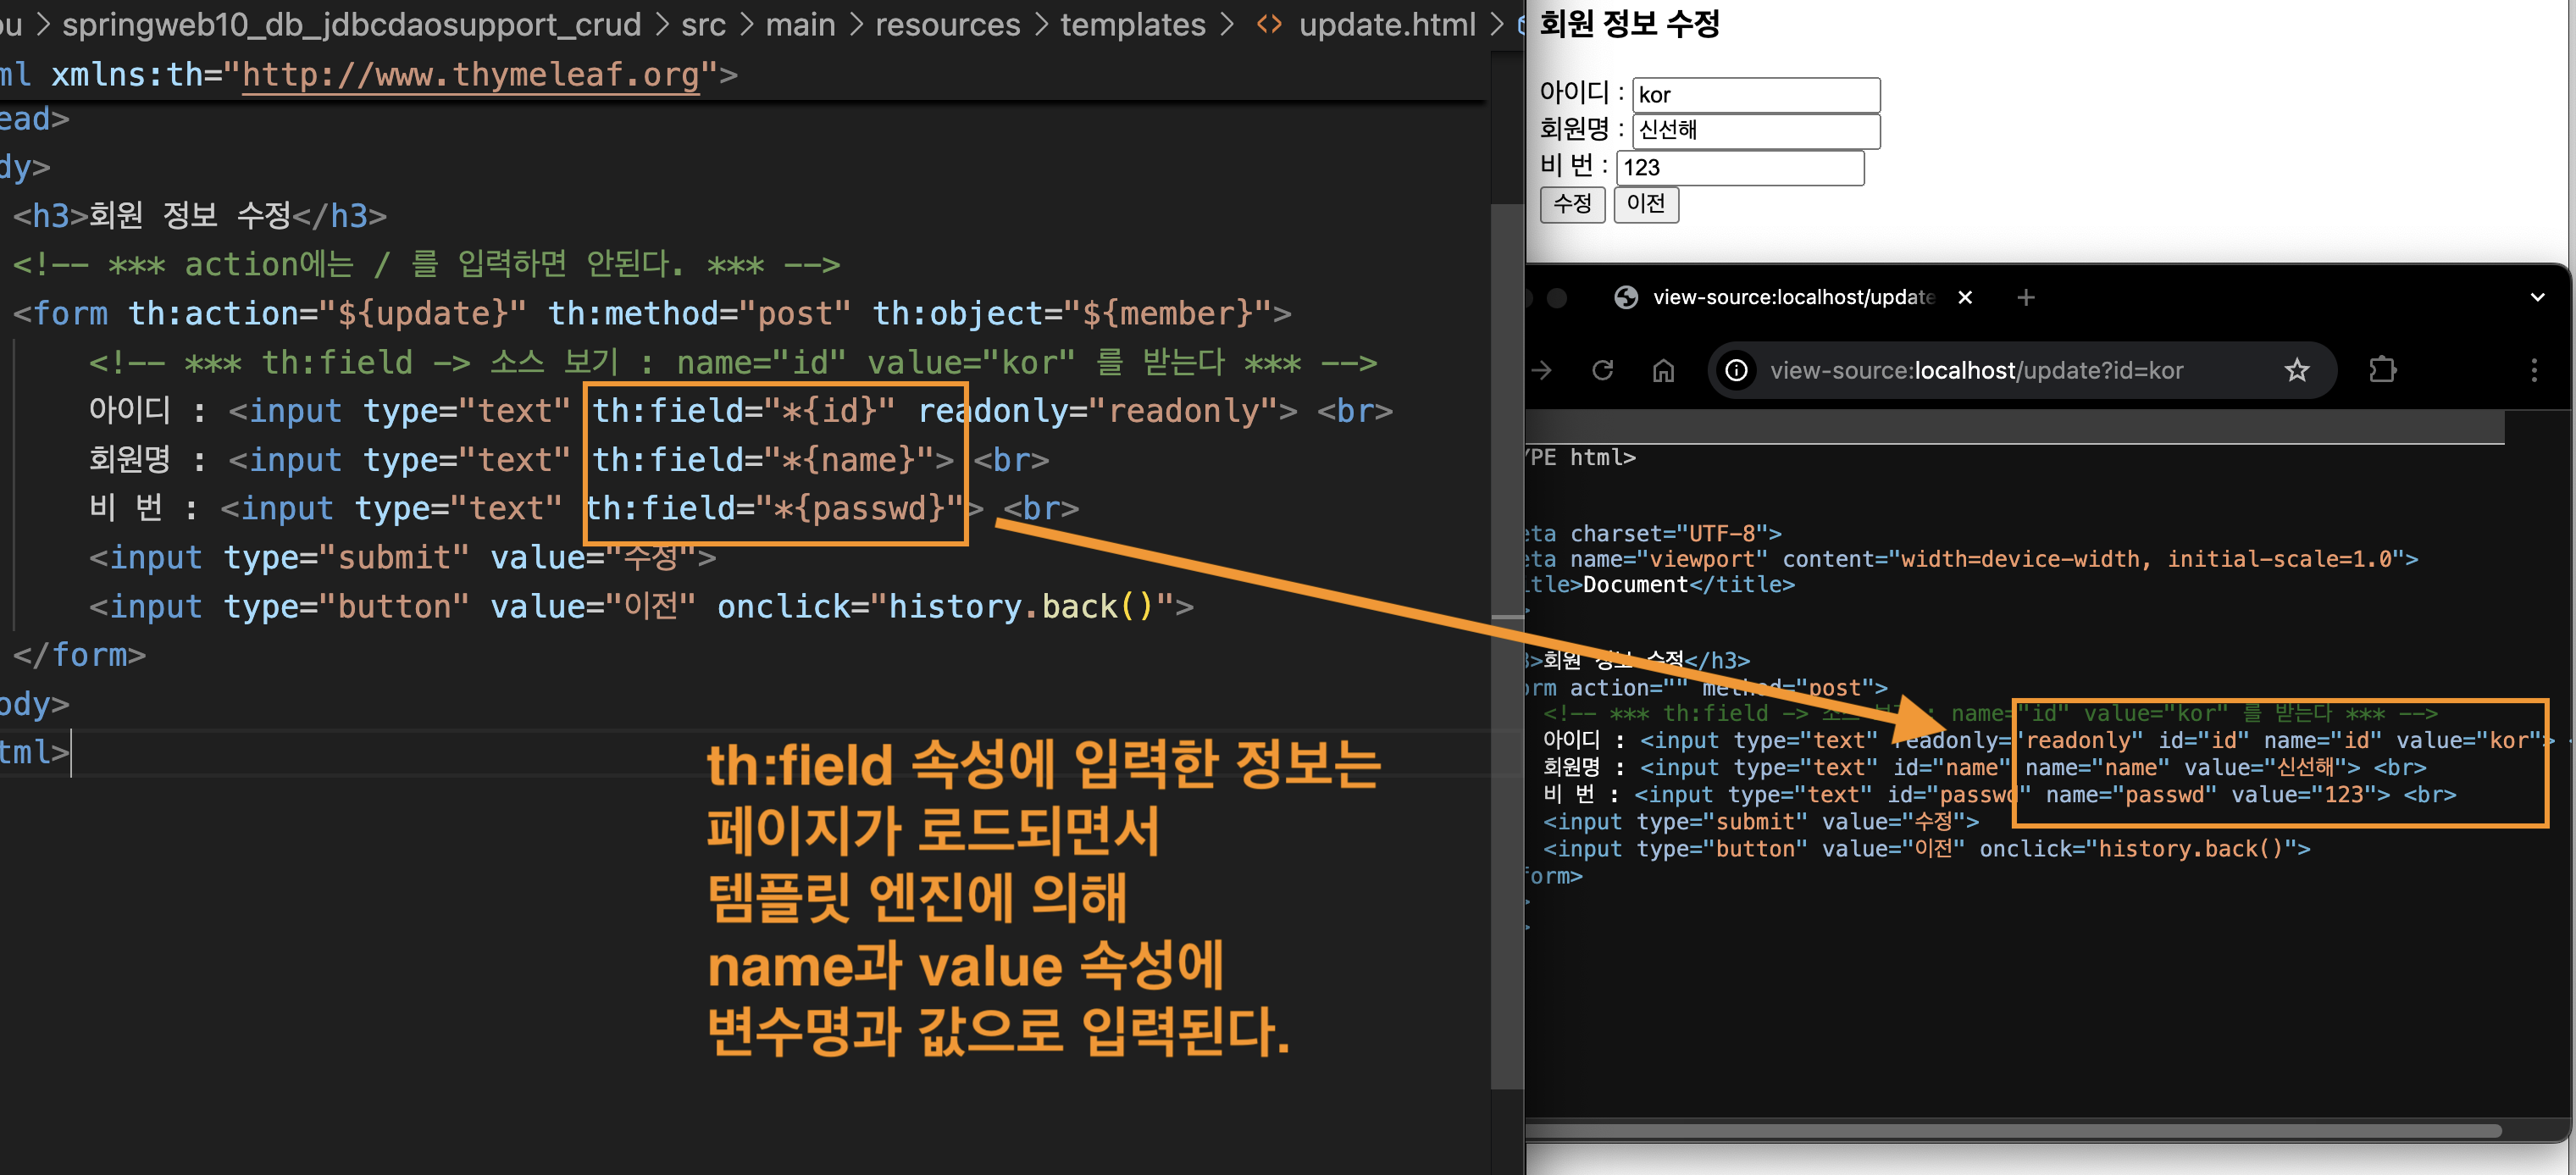 ou > springweb10_db_jdbcdaosupport_crud > src > main > resources > templates > <> update.html >
ml xmlns:th="http://www.thymeleaf.org">
ead>
dy>
<h3>회원 정보 수정</h3>
<!-- *** action에는 / 를 입력하면 안된다. *** -->
<form th:action="${update}" th:method="post" th:object="${member}">
<!-- *** th:field -> 소스 보기 : name="id" value="kor" 를 받는다 *** -->
아이디 : <input type="text" th:field="*{id}" readonly="readonly"> <br>
회원명 : <input type="text" th:field="*{name}"> <br>
비 번 : <input type="text" th:field="*{passwd}"> <br>
<input type="submit" value="수정">
<input type="button" value="이전" onclick="history.back()">
</form>
ody>
tml>
th:field 속성에 입력한 정보는
페이지가 로드되면서
템플릿 엔진에 의해
name과 value 속성에
변수명과 값으로 입력된다.
회원 정보 수정
아이디 : kor
회원명 : 신선해
비 번 : 123
수정 이전
view-source:localhost/update
view-source:localhost/update?id=kor
YPE html>
eta charset="UTF-8">
eta name="viewport" content="width=device-width, initial-scale=1.0">
itle>Document</title>
>
3>회원 정보 수정</h3>
orm action="" method="post">
<!-- *** th:field -> 소스 보기 : name="id" value="kor" 를 받는다 *** -->
아이디 : <input type="text" readonly="readonly" id="id" name="id" value="kor">
회원명 : <input type="text" id="name" name="name" value="신선해"> <br>
비 번 : <input type="text" id="passwd" name="passwd" value="123"> <br>
<input type="submit" value="수정">
<input type="button" value="이전" onclick="history.back()">
form>
>
>